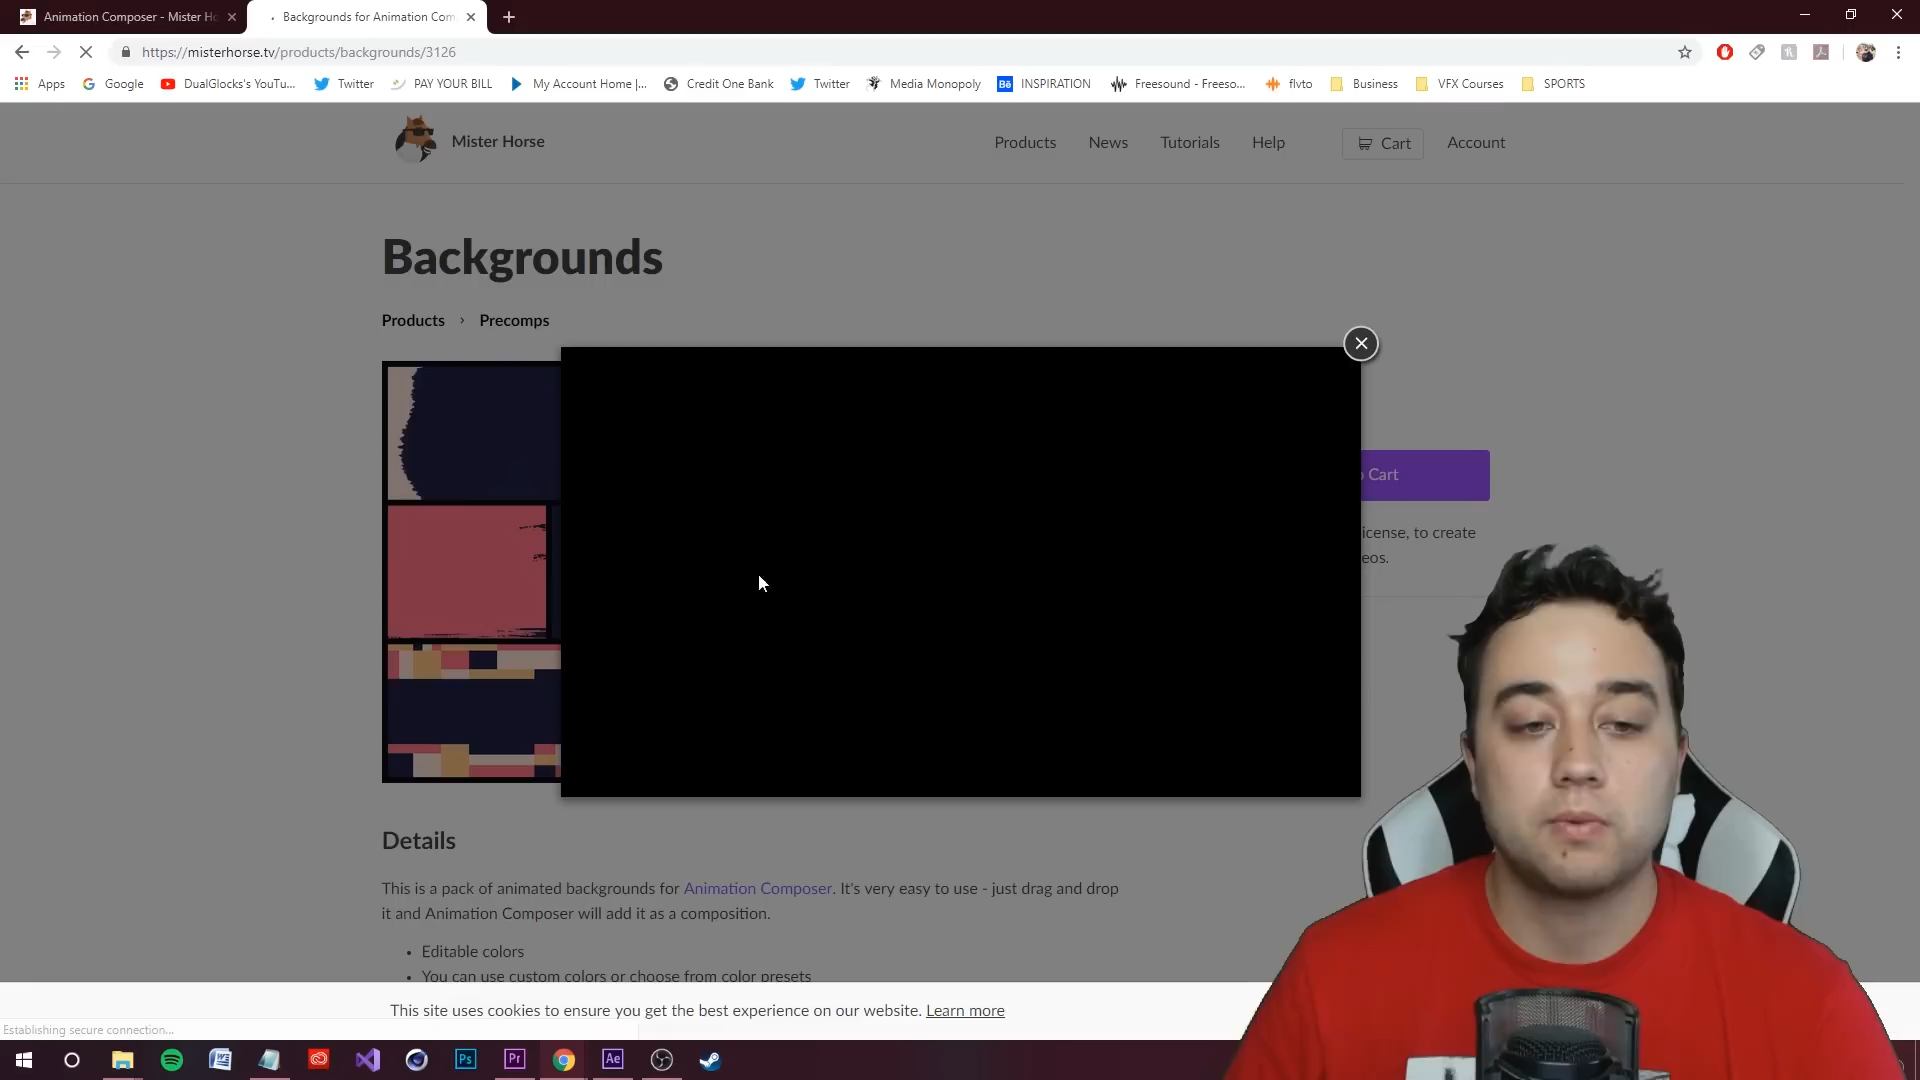 Animation Composer - Mister Ho
Backgrounds for Animation Com
https://misterhorse.tv/products/backgrounds/3126
Apps
Google
DualGlocks's YouTu...
Twitter
PAY YOUR BILL
My Account Home |...
Credit One Bank
Twitter
Media Monopoly
Bē
INSPIRATION
Freesound - Freeso...
flvto
Business
VFX Courses
SPORTS
Mister Horse
Products
News
Tutorials
Help
Cart
Account
Backgrounds
Products > Precomps
Cart
icense, to create
eos.
Details
This is a pack of animated backgrounds for Animation Composer. It's very easy to use - just drag and drop
it and Animation Composer will add it as a composition.
• Editable colors
• You can use custom colors or choose from color presets
This site uses cookies to ensure you get the best experience on our website. Learn more
Establishing secure connection...
Ps
Pr
Ae